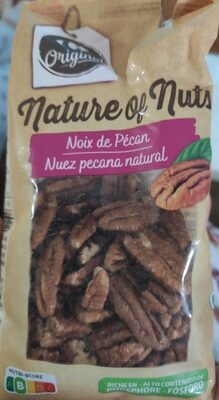 Original
Nature of Nuts
Noix de Pécan
Nuez pecana natural
NUTRI-SCORE
B
RICHE EN - ALTO CONTENIDO DE
PHOSPHORE - FÓSFORO